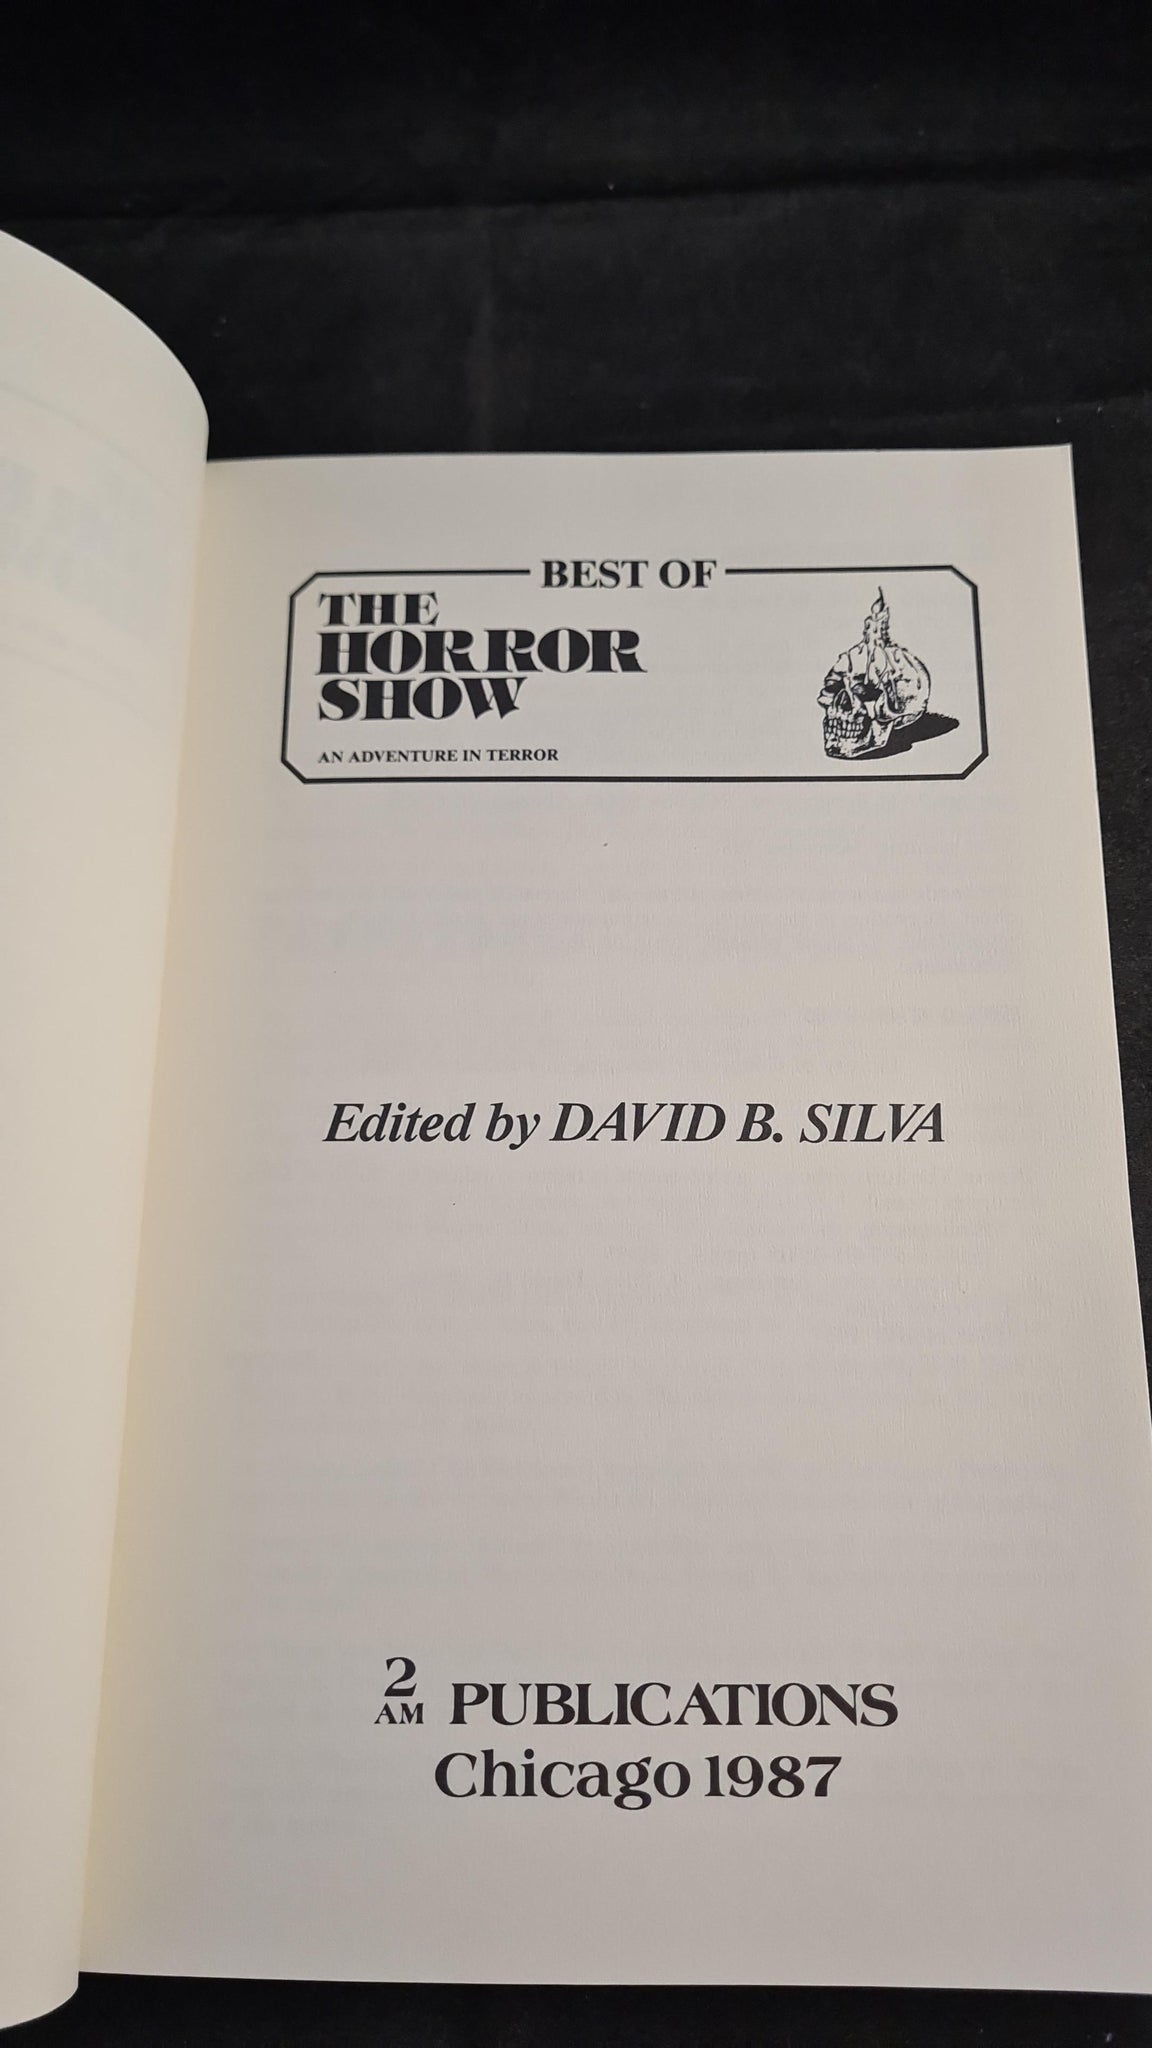 BEST OF
THE
HORROR
SHOW
AN ADVENTURE IN TERROR
Edited by DAVID B. SILVA
2
AM PUBLICATIONS
Chicago 1987